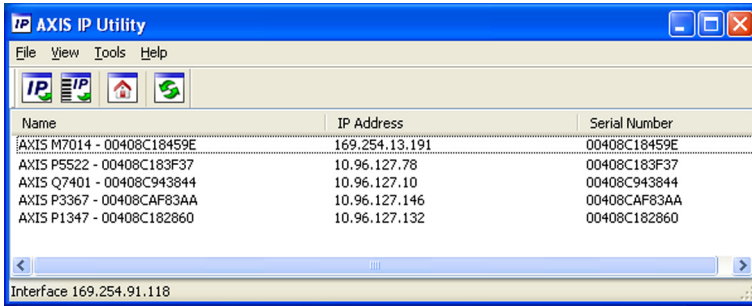 IP AXIS IP Utility
File View Tools Help
IP IP
Name IP Address Serial Number
AXIS M7014 - 00408C18459E 169.254.13.191 00408C18459E
AXIS P5522 - 00408C183F37 10.96.127.78 00408C183F37
AXIS Q7401 - 00408C943844 10.96.127.10 00408C943844
AXIS P3367 - 00408CAF83AA 10.96.127.146 00408CAF83AA
AXIS P1347 - 00408C182860 10.96.127.132 00408C182860
Interface 169.254.91.118